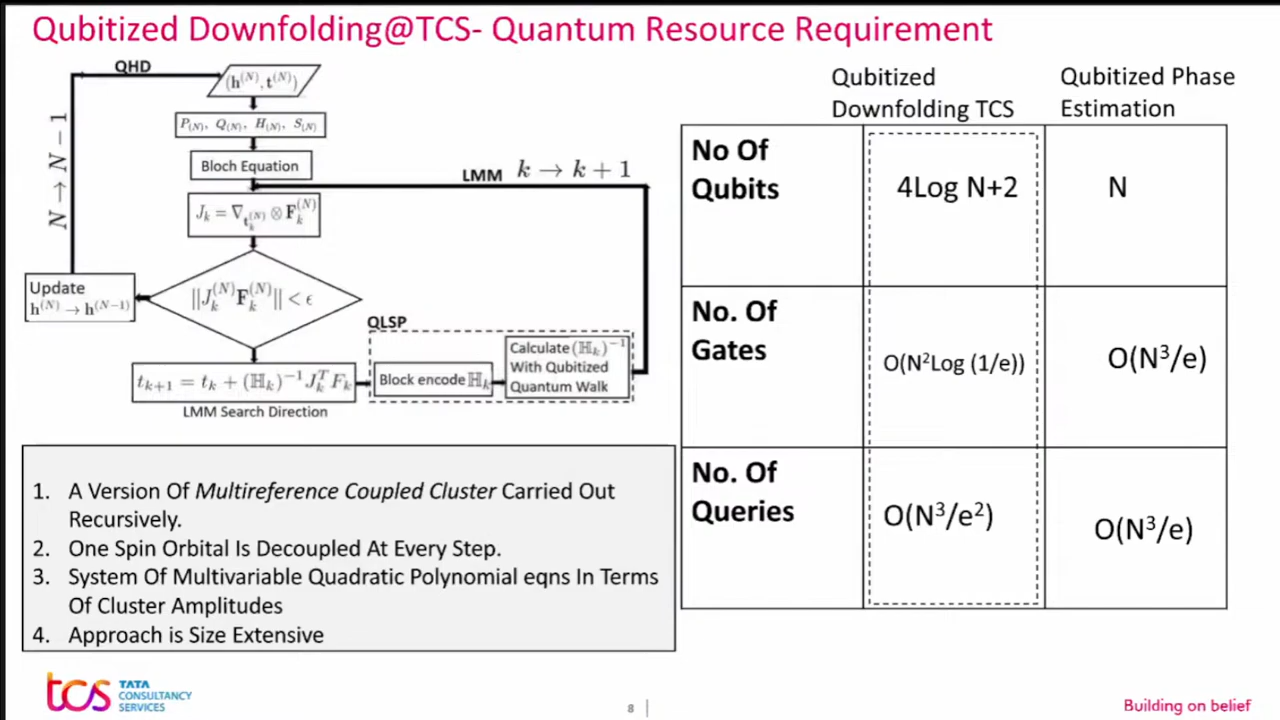 Qubitized Downfolding@TCS- Quantum Resource Requirement
QHD
(h^(N), t^(N))
N → N − 1
P_(N), Q_(N), H_(N), S_(N)
Bloch Equation
LMM k → k + 1
J_k = ∇_{t_k^(N)} ⊗ F_k^(N)
||J_k^(N) F_k^(N)|| < ϵ
Update
h^(N) → h^(N−1)
QLSP
t_{k+1} = t_k + (ℍ_k)^−1 J_k^T F_k
LMM Search Direction
Block encode ℍ_k
Calculate (ℍ_k)^−1
With Qubitized
Quantum Walk
1. A Version Of Multireference Coupled Cluster Carried Out
Recursively.
2. One Spin Orbital Is Decoupled At Every Step.
3. System Of Multivariable Quadratic Polynomial eqns In Terms
Of Cluster Amplitudes
4. Approach is Size Extensive
Qubitized
Downfolding TCS
Qubitized Phase
Estimation
No Of
Qubits
4Log N+2
N
No. Of
Gates
O(N²Log (1/e))
O(N³/e)
No. Of
Queries
O(N³/e²)
O(N³/e)
tcs
TATA
CONSULTANCY
SERVICES
8
Building on belief